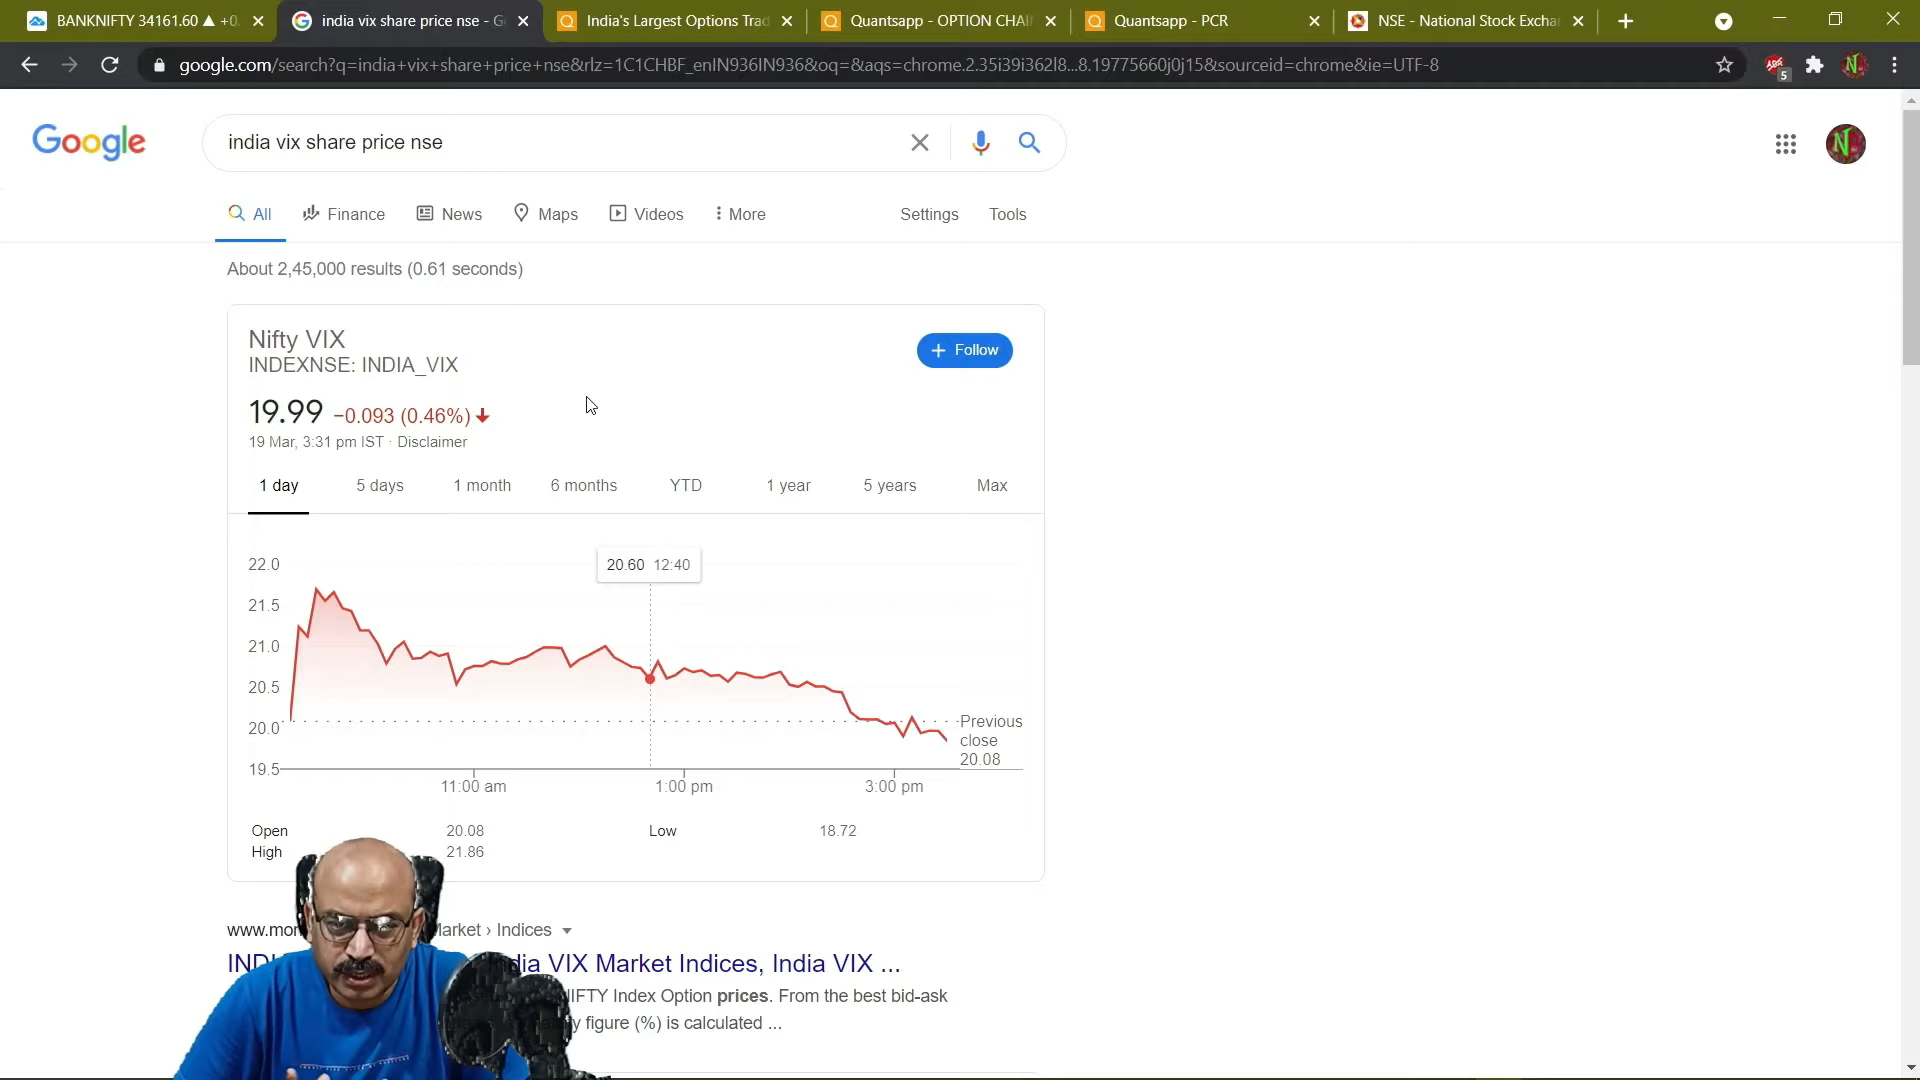 BANKNIFTY 34161.60 ▲ +0.
india vix share price nse - G
India's Largest Options Trad
Quantsapp - OPTION CHAI
Quantsapp - PCR
NSE - National Stock Excha
google.com/search?q=india+vix+share+price+nse&rlz=1C1CHBF_enIN936IN936&oq=&aqs=chrome.2.35i39i362l8...8.19775660j0j15&sourceid=chrome&ie=UTF-8
5
Google
india vix share price nse
N
All
Finance
News
Maps
Videos
More
Settings
Tools
About 2,45,000 results (0.61 seconds)
Nifty VIX
INDEXNSE: INDIA_VIX
+ Follow
19.99 −0.093 (0.46%)
19 Mar, 3:31 pm IST · Disclaimer
1 day
5 days
1 month
6 months
YTD
1 year
5 years
Max
20.60 12:40
22.0
21.5
21.0
20.5
20.0
19.5
Previous
close
20.08
11:00 am
1:00 pm
3:00 pm
Open 20.08 Low 18.72
High 21.86
www.mon arket › Indices
INDI dia VIX Market Indices, India VIX ...
IFTY Index Option prices. From the best bid-ask
y figure (%) is calculated ...